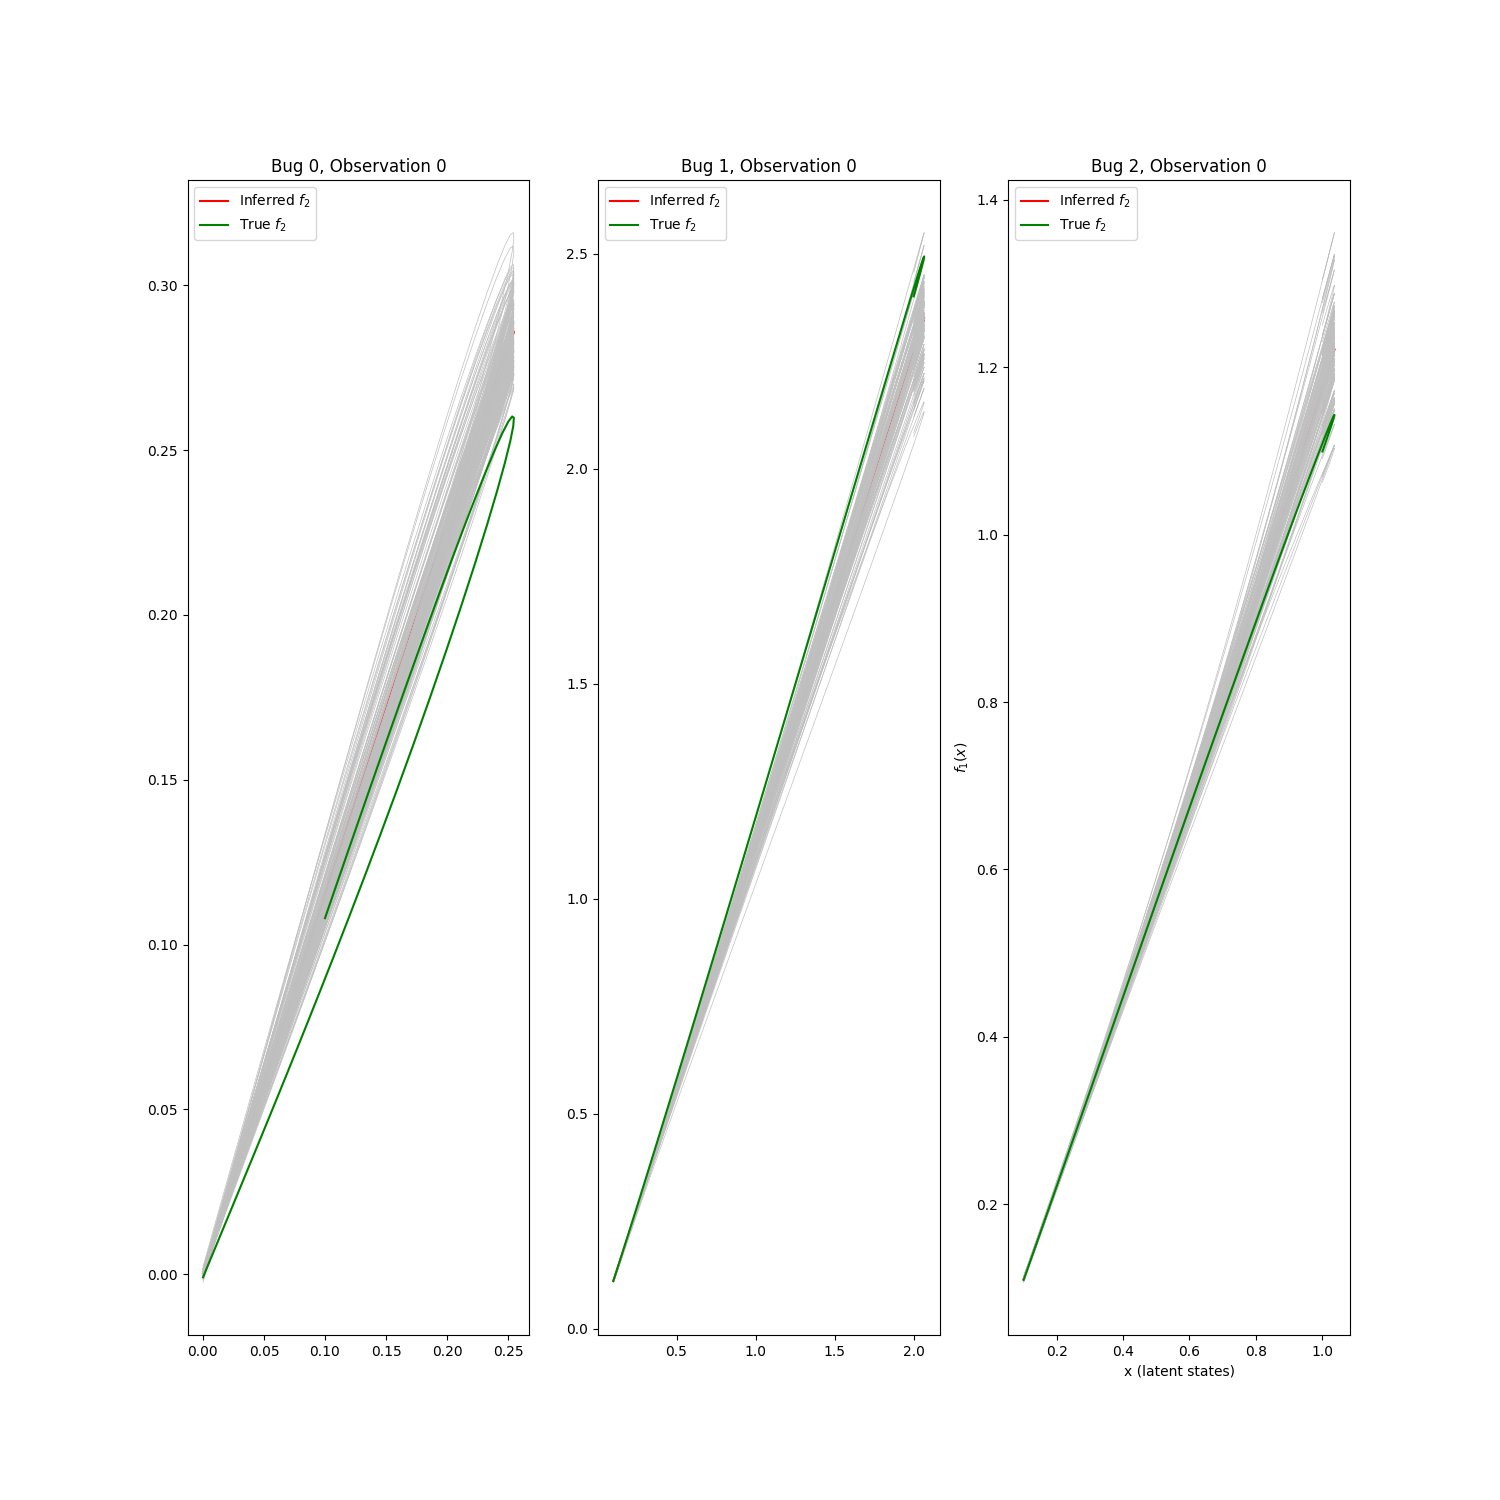 Bug 0, Observation 0
Inferred f₂
True f₂
0.30
0.25
0.20
0.15
0.10
0.05
0.00
0.00 0.05 0.10 0.15 0.20 0.25
Bug 1, Observation 0
Inferred f₂
True f₂
2.5
2.0
1.5
1.0
0.5
0.0
0.5 1.0 1.5 2.0
Bug 2, Observation 0
Inferred f₂
True f₂
f₁(x)
1.4
1.2
1.0
0.8
0.6
0.4
0.2
0.2 0.4 0.6 0.8 1.0
x (latent states)